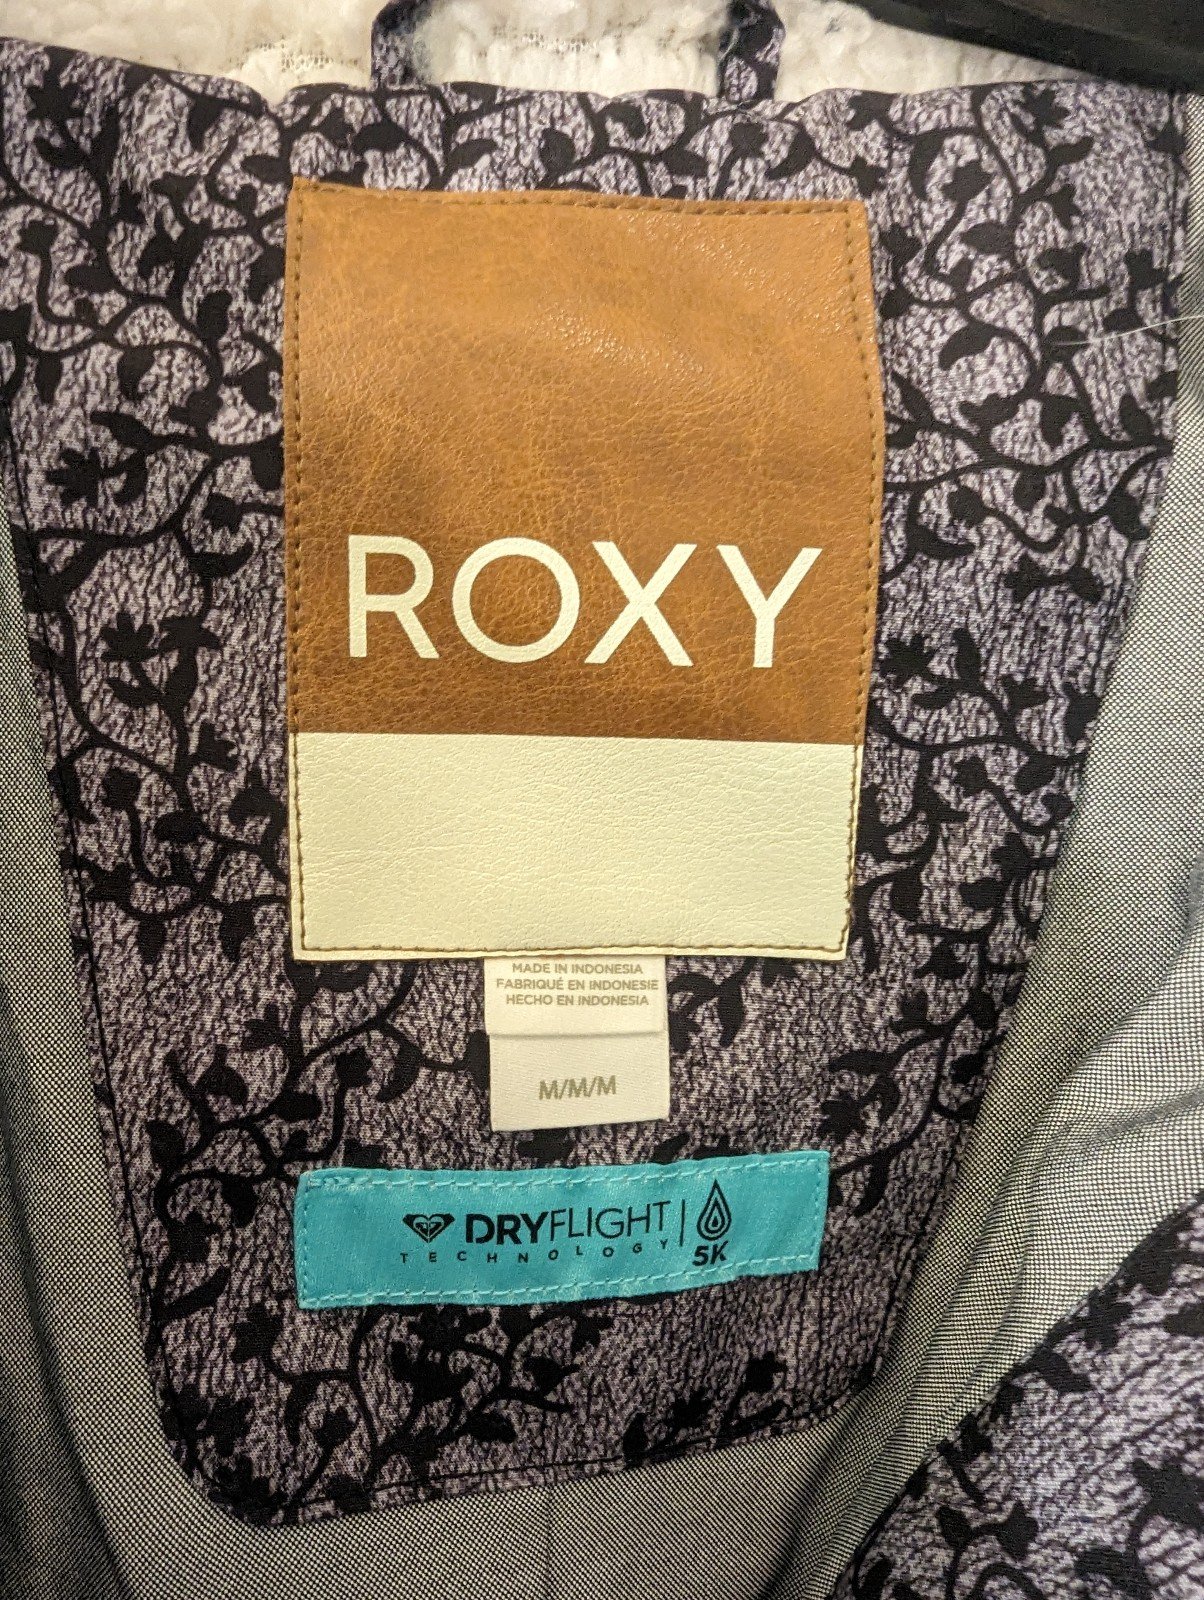 ROXY
MADE IN INDONESIA
FABRIQUÉ EN INDONESIE
HECHO EN INDONESIA
M/M/M
DRYFLIGHT
TECHNOLOGY
5K